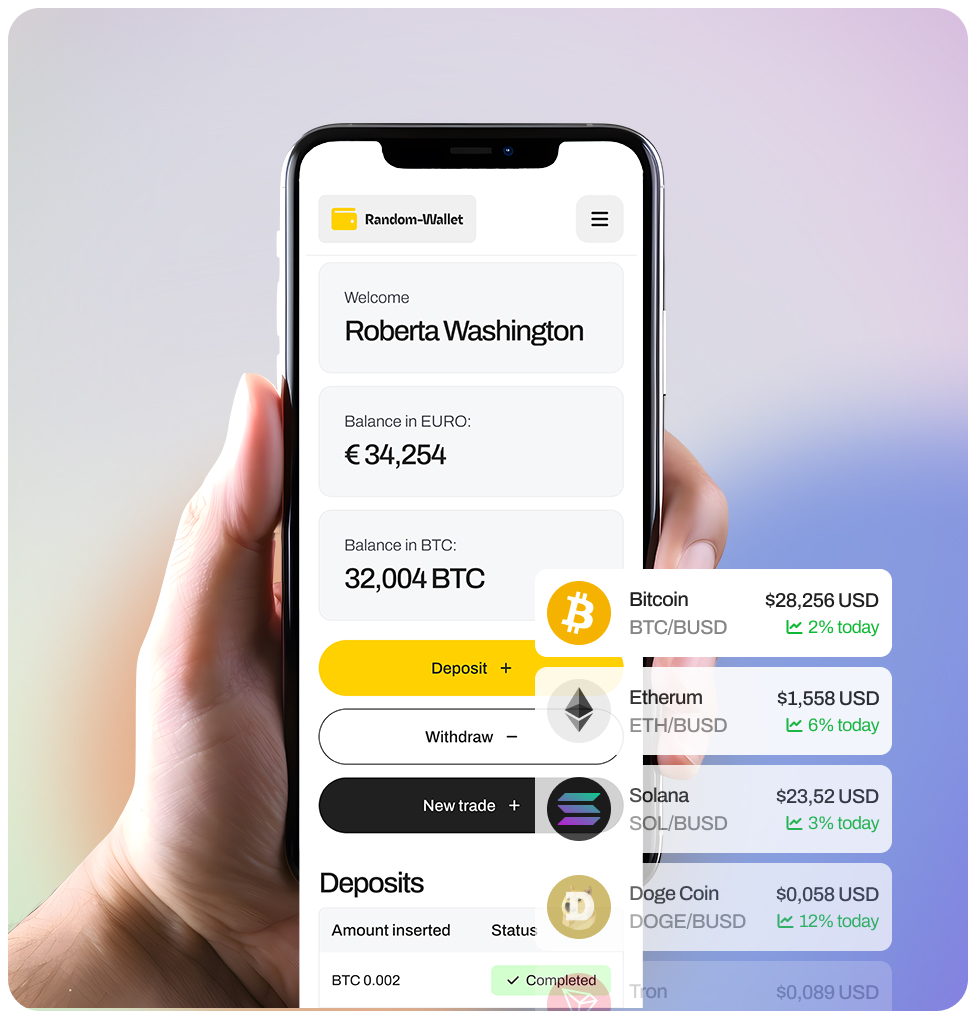 Random-Wallet
Welcome
Roberta Washington
Balance in EURO:
€ 34,254
Balance in BTC:
32,004 BTC
Deposit +
Withdraw −
New trade +
Deposits
Amount inserted Status
BTC 0.002 Completed
Bitcoin $28,256 USD
BTC/BUSD 2% today
Etherum $1,558 USD
ETH/BUSD 6% today
Solana $23,52 USD
SOL/BUSD 3% today
Doge Coin $0,058 USD
DOGE/BUSD 12% today
Tron $0,089 USD